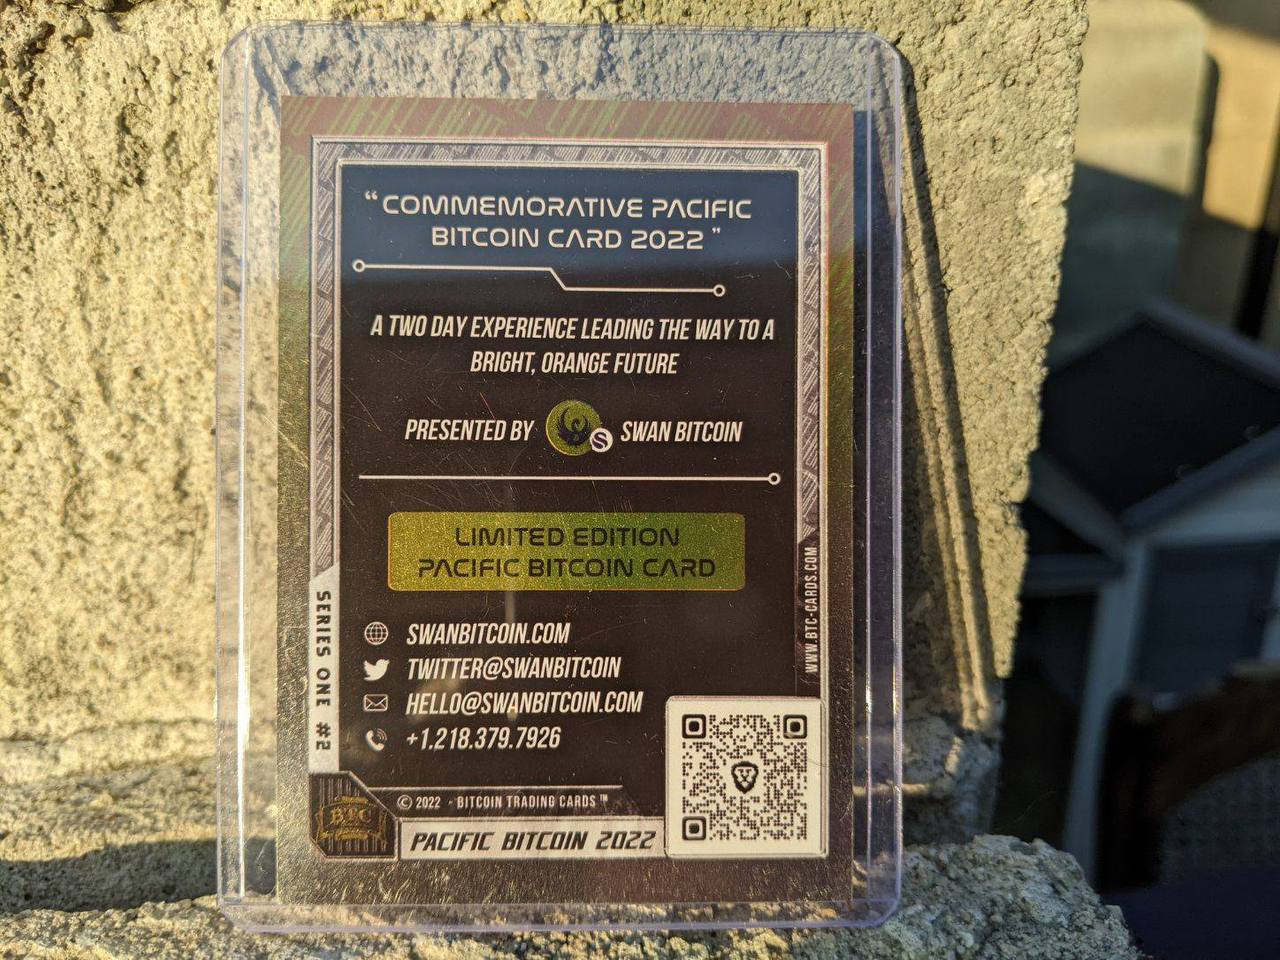 “COMMEMORATIVE PACIFIC
BITCOIN CARD 2022”
A TWO DAY EXPERIENCE LEADING THE WAY TO A
BRIGHT, ORANGE FUTURE
PRESENTED BY S SWAN BITCOIN
LIMITED EDITION
PACIFIC BITCOIN CARD
SWANBITCOIN.COM
TWITTER@SWANBITCOIN
HELLO@SWANBITCOIN.COM
+1.218.379.7926
SERIES ONE #2
WWW.BTC-CARDS.COM
© 2022 - BITCOIN TRADING CARDS™
BTC
PACIFIC BITCOIN 2022